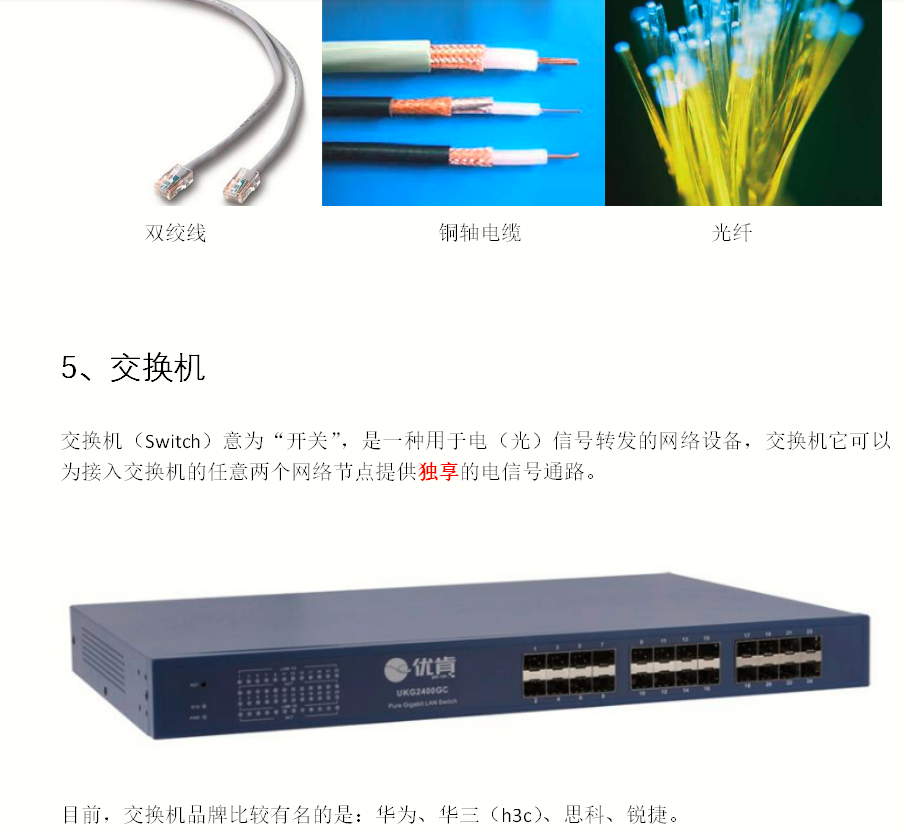 双绞线 铜轴电缆 光纤
5、交换机
交换机（Switch）意为“开关”，是一种用于电（光）信号转发的网络设备，交换机它可以
为接入交换机的任意两个网络节点提供独享的电信号通路。
优肯
UKG2400GC
Pure Gigabit LAN Switch
目前，交换机品牌比较有名的是：华为、华三（h3c）、思科、锐捷。